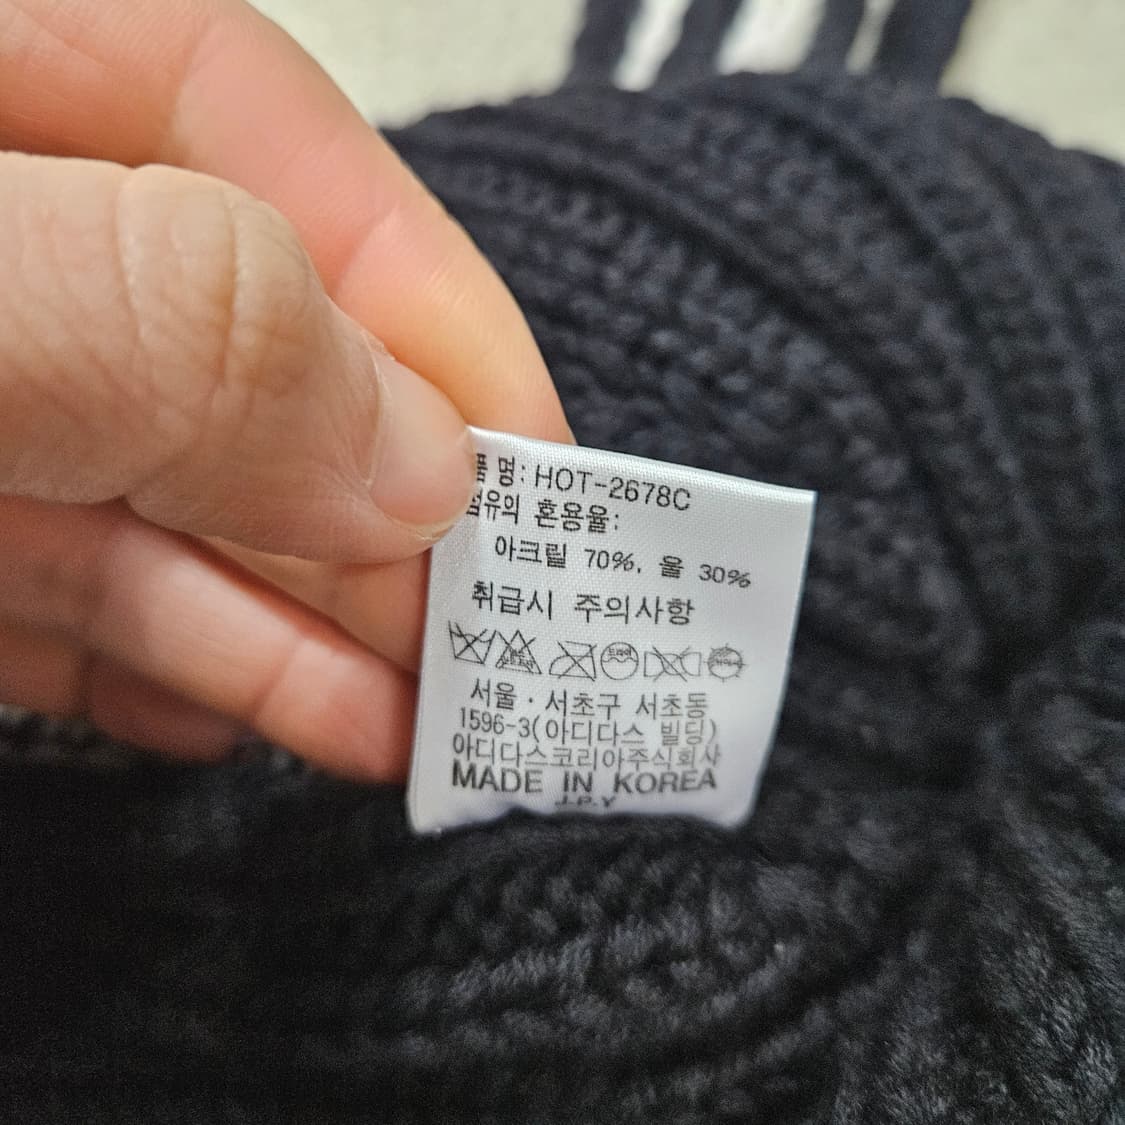 품 명: HOT-2678C
섬유의 혼용율:
아크릴 70%, 울 30%
취급시 주의사항
서울·서초구 서초동
1596-3(아디다스 빌딩)
아디다스코리아주식회사
MADE IN KOREA
J.P.Y